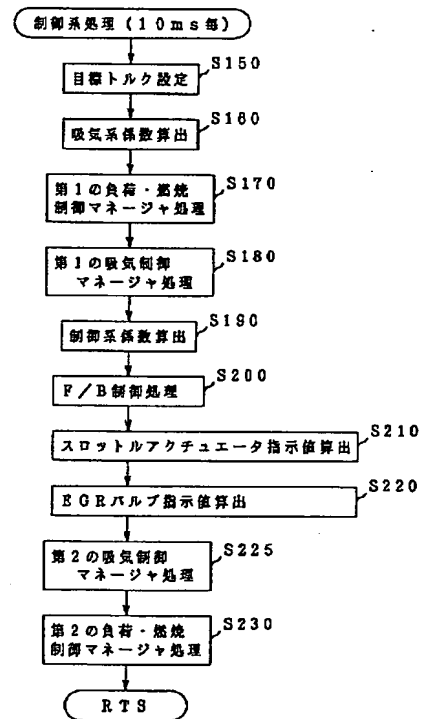 制御系処理(10ms毎)
S150
目標トルク設定
S160
吸気系係数算出
S170
第1の負荷・燃焼
制御マネージャ処理
S180
第1の吸気制御
マネージャ処理
S190
制御系係数算出
S200
F/B制御処理
S210
スロットルアクチュエータ指示値算出
S220
EGRバルブ指示値算出
S225
第2の吸気制御
マネージャ処理
S230
第2の負荷・燃焼
制御マネージャ処理
RTS